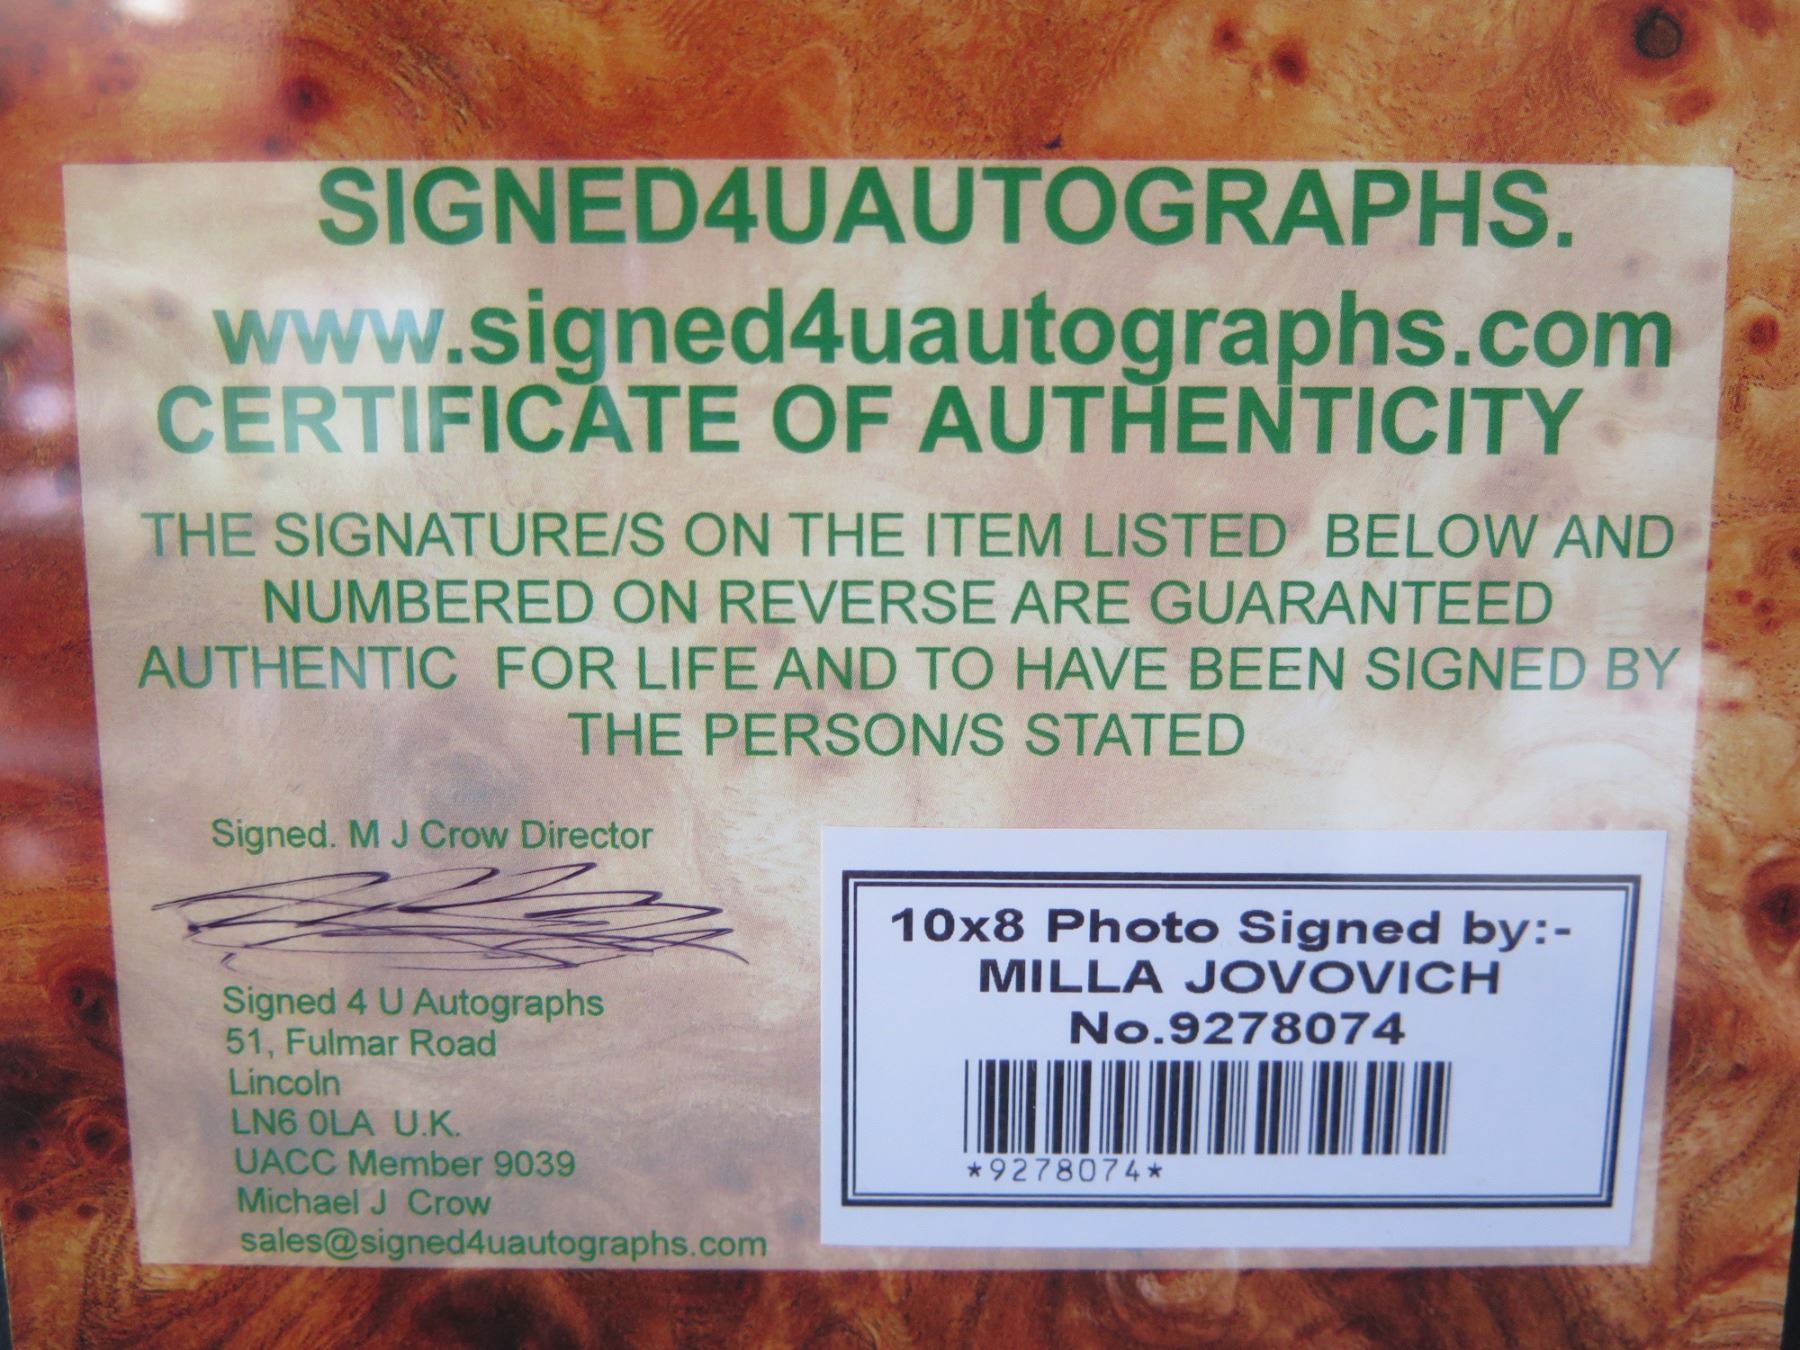 SIGNED4UAUTOGRAPHS.
www.signed4uautographs.com
CERTIFICATE OF AUTHENTICITY
THE SIGNATURE/S ON THE ITEM LISTED BELOW AND
NUMBERED ON REVERSE ARE GUARANTEED
AUTHENTIC FOR LIFE AND TO HAVE BEEN SIGNED BY
THE PERSON/S STATED
Signed. M J Crow Director
Signed 4 U Autographs
51, Fulmar Road
Lincoln
LN6 0LA U.K.
UACC Member 9039
Michael J Crow
sales@signed4uautographs.com
10x8 Photo Signed by:-
MILLA JOVOVICH
No.9278074
*9278074*